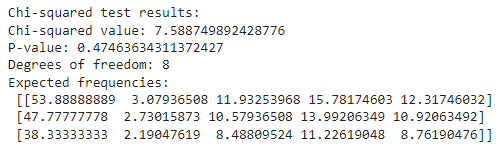 Chi-squared test results:
Chi-squared value: 7.588749892428776
P-value: 0.47463634311372427
Degrees of freedom: 8
Expected frequencies:
[[53.88888889 3.07936508 11.93253968 15.78174603 12.31746032]
[47.77777778 2.73015873 10.57936508 13.99206349 10.92063492]
[38.33333333 2.19047619 8.48809524 11.22619048 8.76190476]]